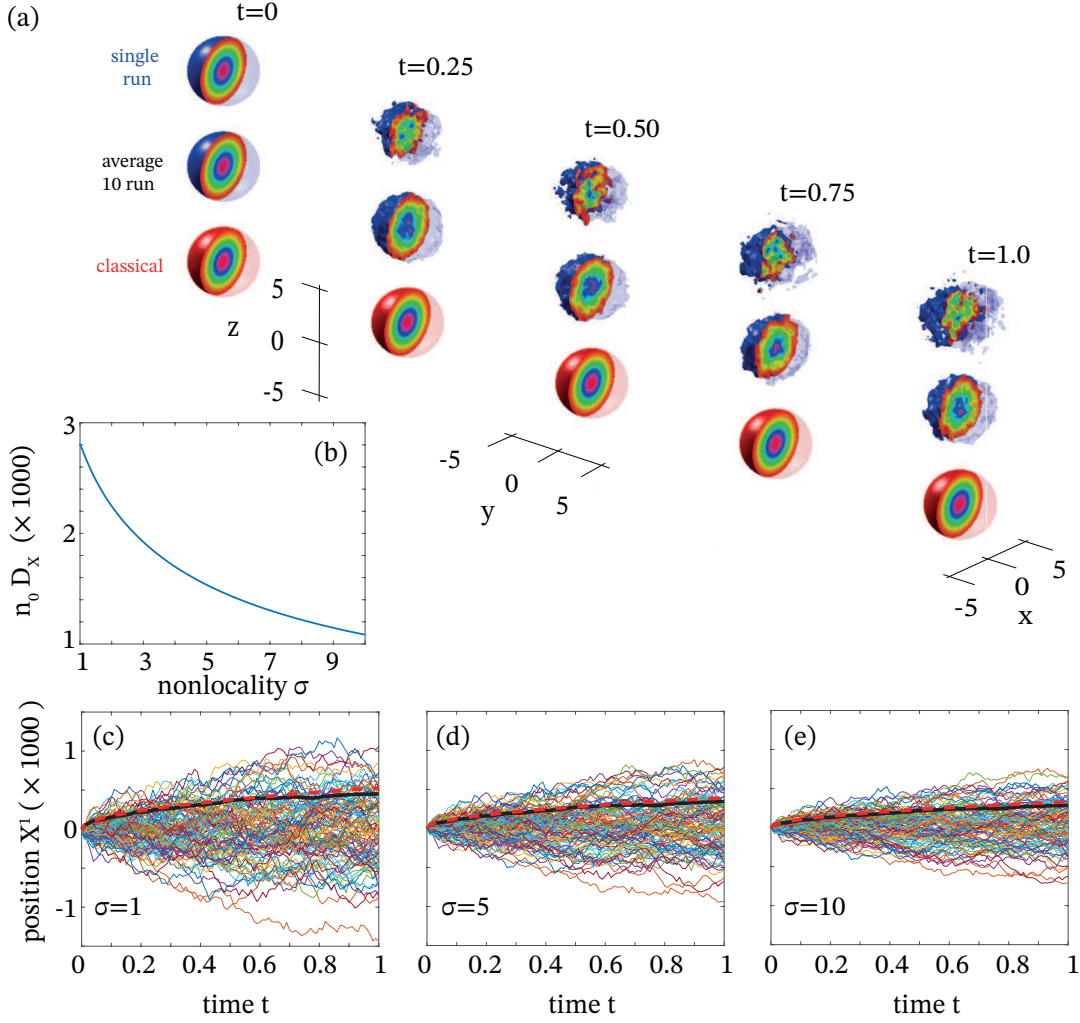 (a)
t=0
single
run
average
10 run
classical
t=0.25
t=0.50
t=0.75
t=1.0
5
z
0
-5
-5
0
5
y
5
0
-5
x
(b)
3
2
1
n₀ Dₓ (× 1000)
1 3 5 7 9
nonlocality σ
(c)
1
0
-1
position X¹ (× 1000)
σ=1
0 0.2 0.4 0.6 0.8 1
time t
(d)
σ=5
0 0.2 0.4 0.6 0.8 1
time t
(e)
σ=10
0 0.2 0.4 0.6 0.8 1
time t